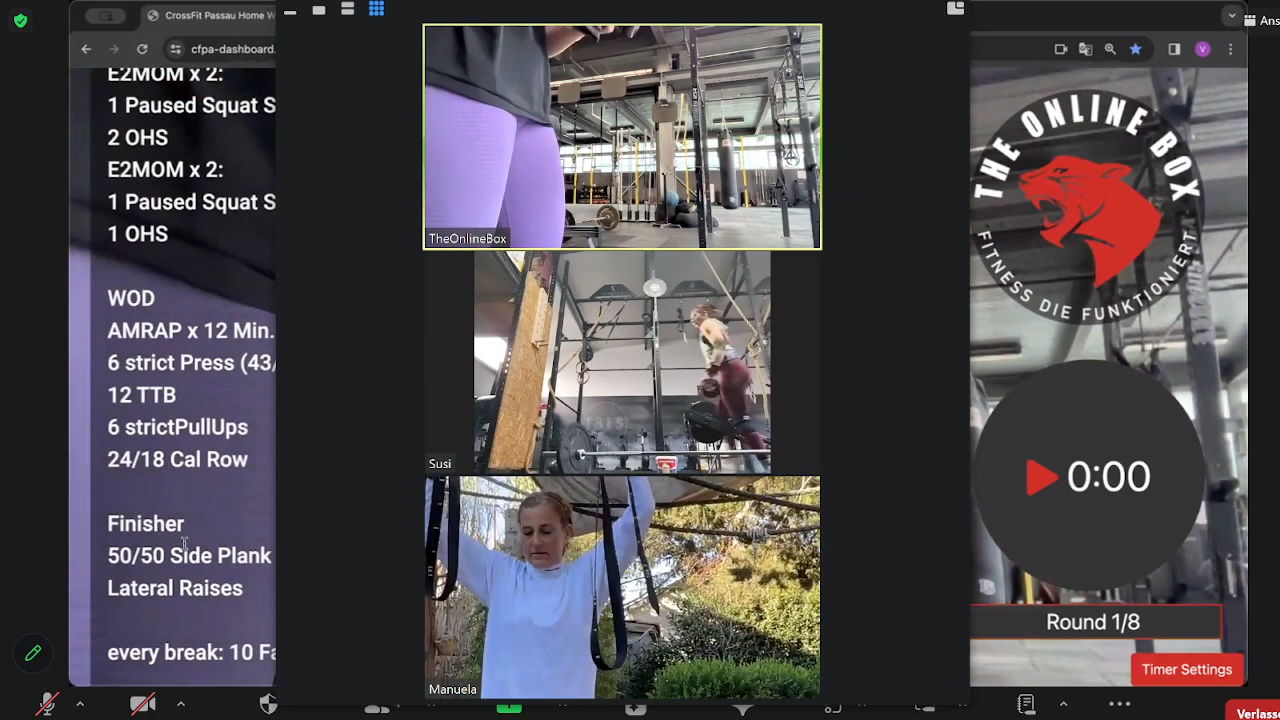 CrossFit Passau Home W
Ans
cfpa-dashboard.
V
E2MOM x 2:
1 Paused Squat S
2 OHS
E2MOM x 2:
1 Paused Squat S
1 OHS
WOD
AMRAP x 12 Min.
6 strict Press (43/
12 TTB
6 strictPullUps
24/18 Cal Row
Finisher
50/50 Side Plank
Lateral Raises
every break: 10 Fa
TheOnlineBox
Susi
Manuela
THE ONLINE BOX
FITNESS DIE FUNKTIONIERT
0:00
Round 1/8
Timer Settings
Verlass